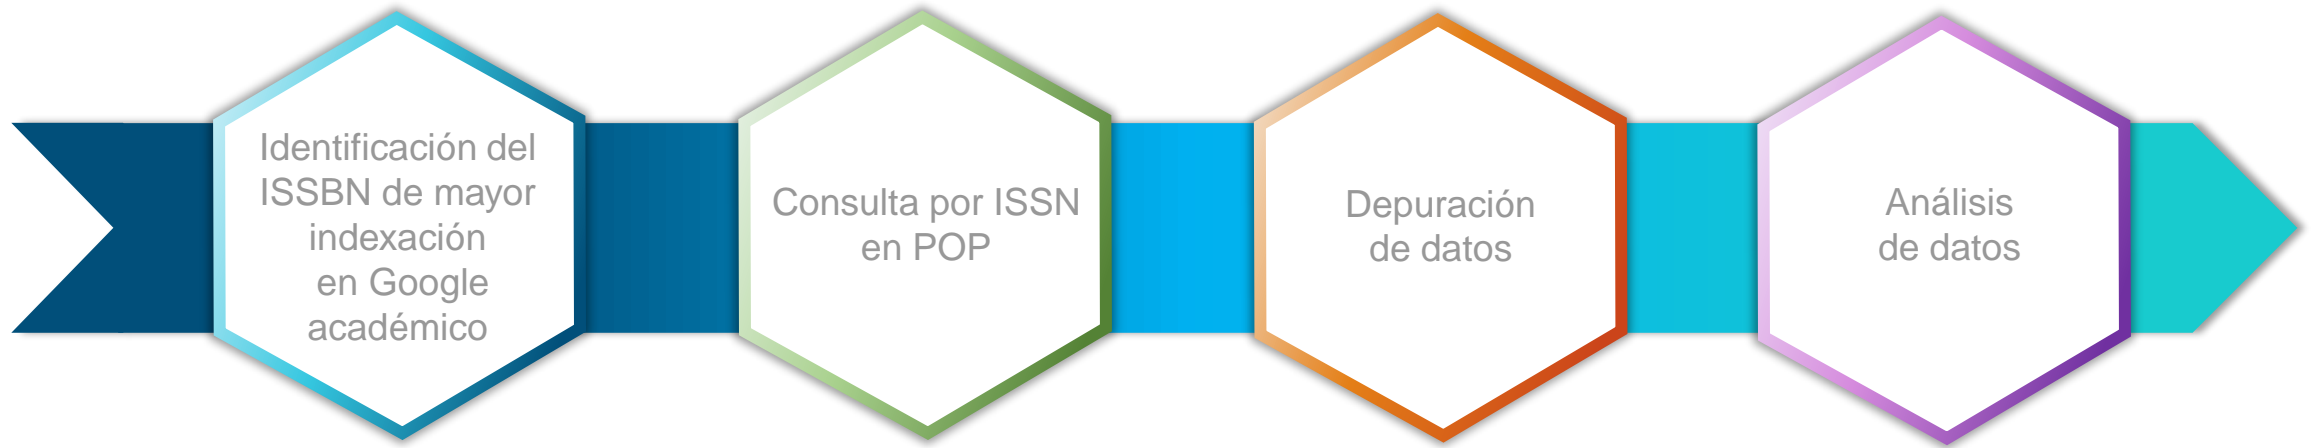 Identificación del
ISSBN de mayor
indexación
en Google
académico
Consulta por ISSN
en POP
Depuración
de datos
Análisis
de datos